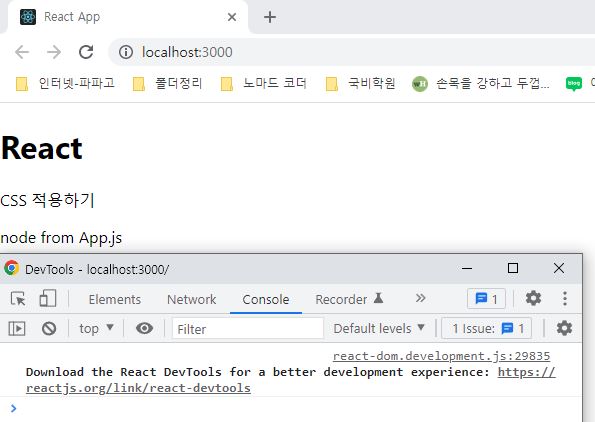 React App
localhost:3000
인터넷-파파고 폴더정리 노마드 코더 국비학원 WH 손목을 강하고 두껍... blog
React
CSS 적용하기
node from App.js
DevTools - localhost:3000/
Elements Network Console Recorder » 1
top Filter Default levels 1 Issue: 1
react-dom.development.js:29835
Download the React DevTools for a better development experience: https://
reactjs.org/link/react-devtools